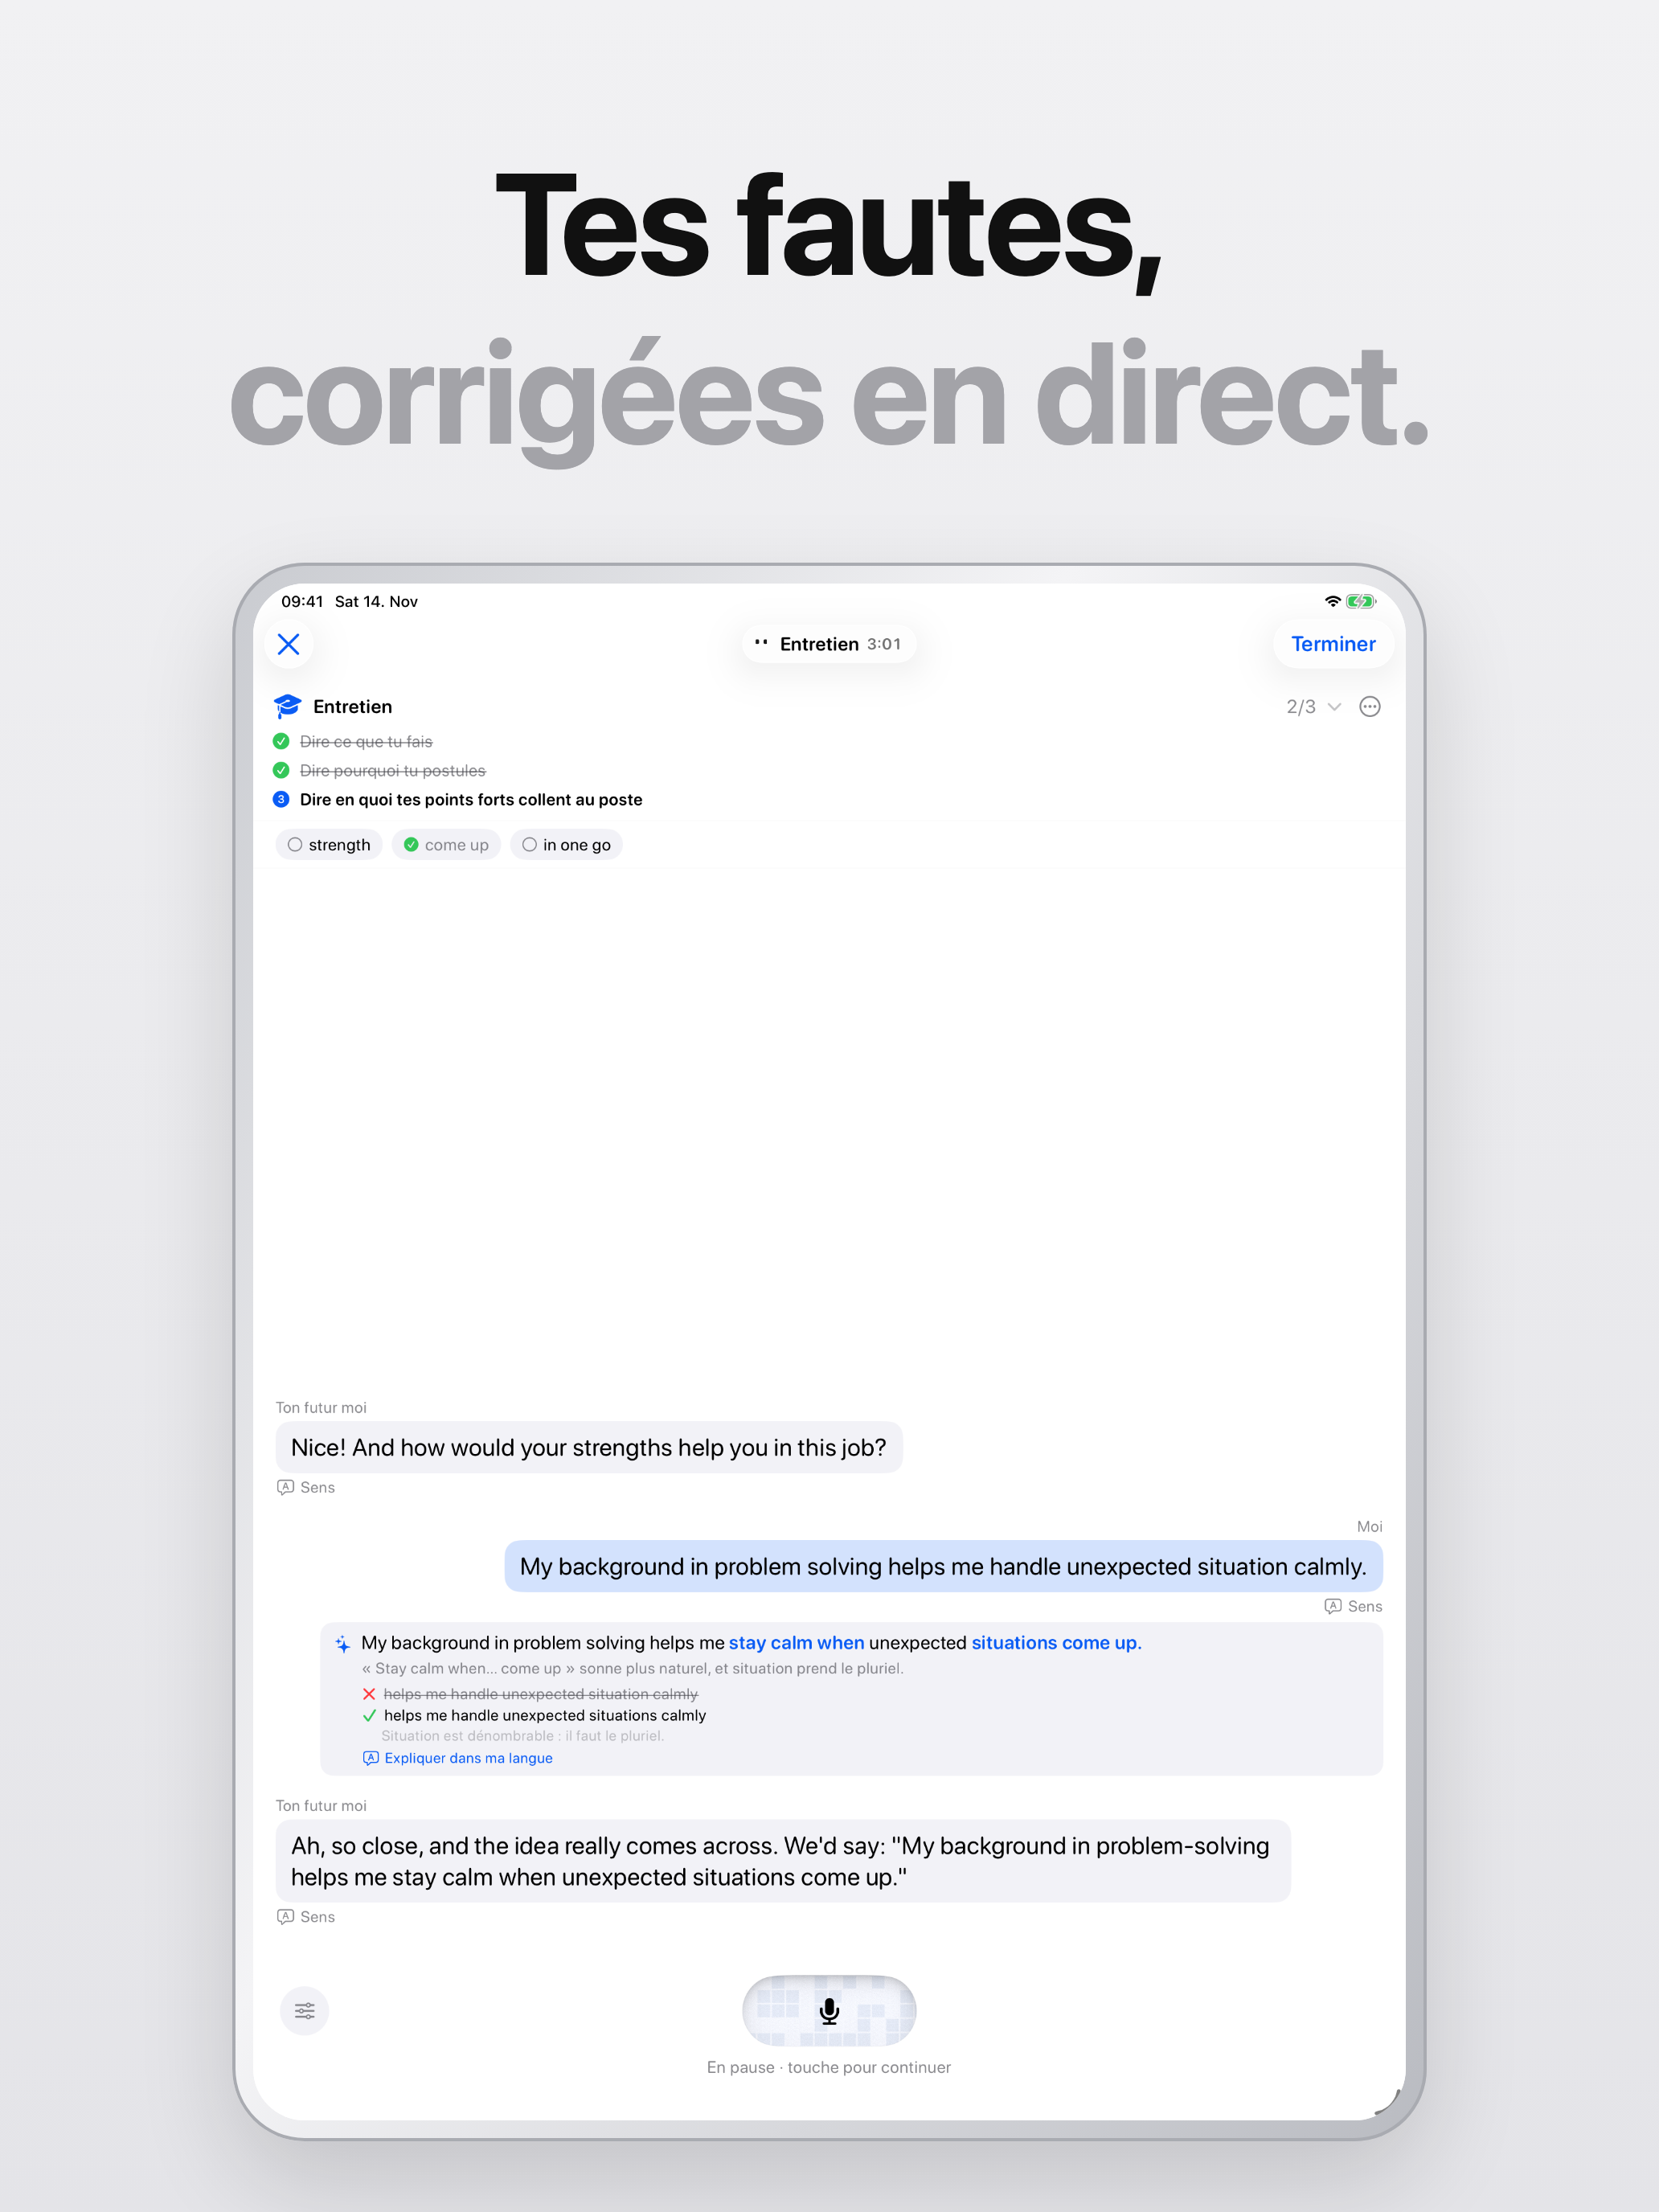 Tes fautes,
corrigées en direct.
09:41 Sat 14. Nov
Entretien 3:01
Terminer
Entretien
2/3
Dire ce que tu fais
Dire pourquoi tu postules
3 Dire en quoi tes points forts collent au poste
strength
come up
in one go
Ton futur moi
Nice! And how would your strengths help you in this job?
A Sens
Moi
My background in problem solving helps me handle unexpected situation calmly.
A Sens
My background in problem solving helps me stay calm when unexpected situations come up.
« Stay calm when... come up » sonne plus naturel, et situation prend le pluriel.
helps me handle unexpected situation calmly
helps me handle unexpected situations calmly
Situation est dénombrable : il faut le pluriel.
A Expliquer dans ma langue
Ton futur moi
Ah, so close, and the idea really comes across. We'd say: "My background in problem-solving
helps me stay calm when unexpected situations come up."
A Sens
En pause · touche pour continuer